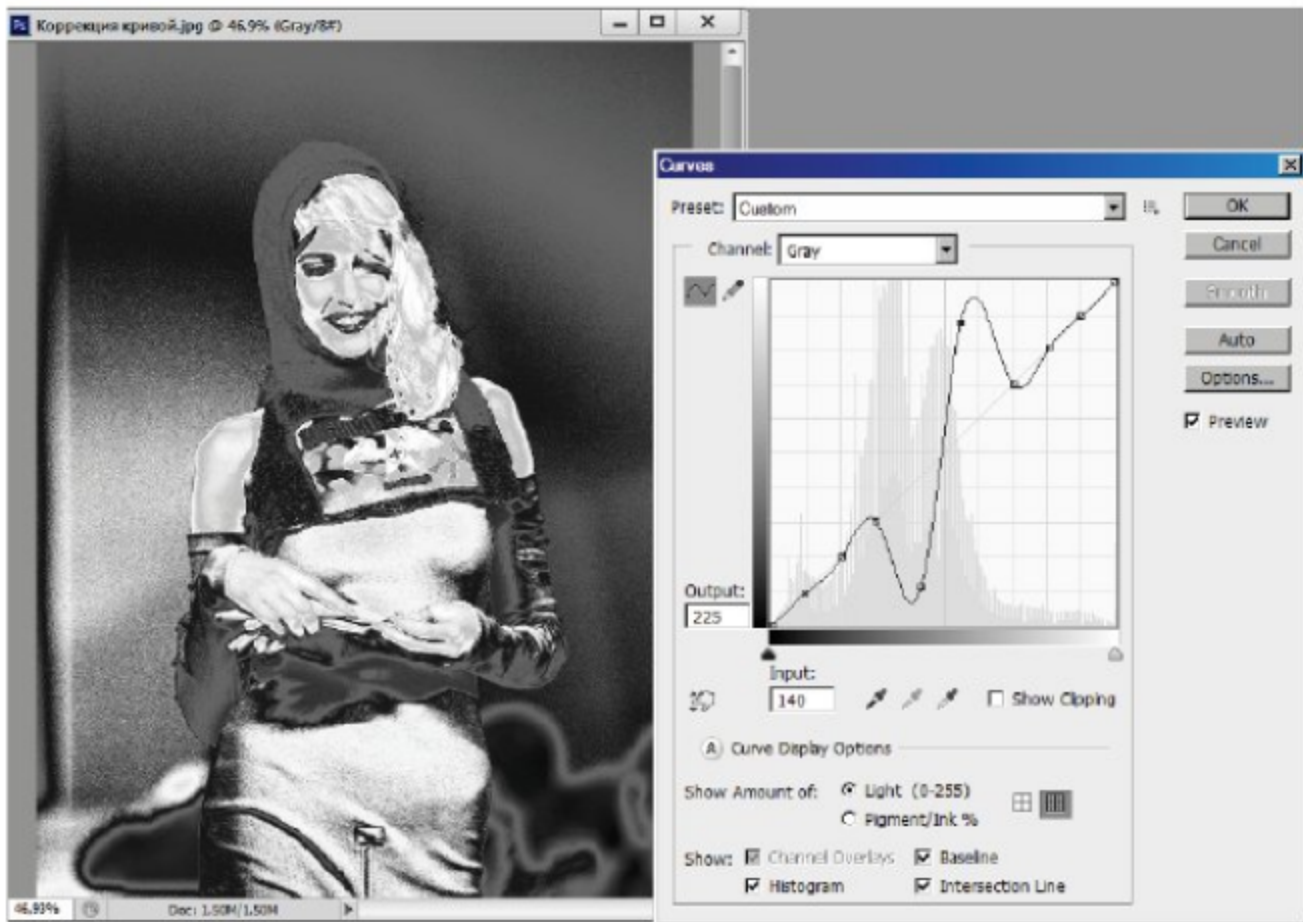 Ps Коррекция кривой.jpg @ 46,9% (Gray/8#)
Curves
Preset: Custom
OK
Channel: Gray
Cancel
Smooth
Auto
Options...
Preview
Output:
225
Input:
140
Show Clipping
Curve Display Options
Show Amount of: Light (0-255)
Pigment/Ink %
Show: Channel Overlays Baseline
Histogram Intersection Line
46,93% Doc: 1,50M/1,50M